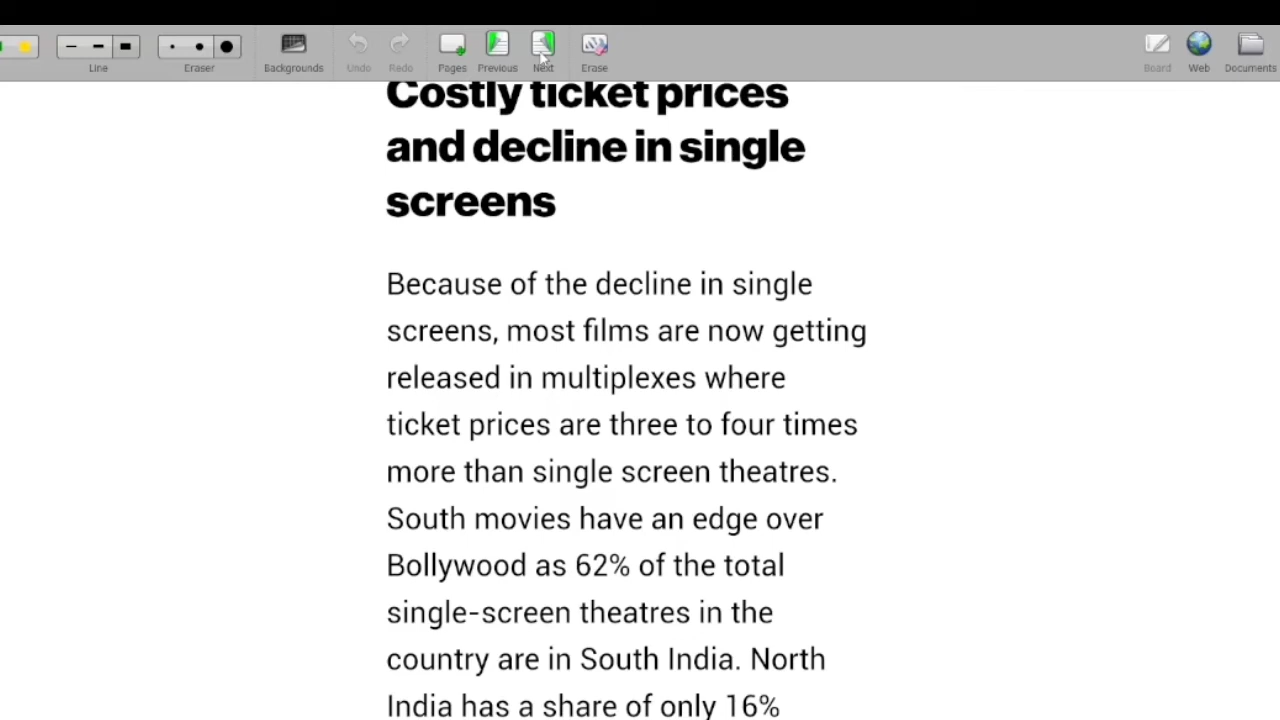 Line
Eraser
Backgrounds
Undo
Redo
Pages
Previous
Next
Erase
Board
Web
Documents
Costly ticket prices
and decline in single
screens
Because of the decline in single
screens, most films are now getting
released in multiplexes where
ticket prices are three to four times
more than single screen theatres.
South movies have an edge over
Bollywood as 62% of the total
single-screen theatres in the
country are in South India. North
India has a share of only 16%